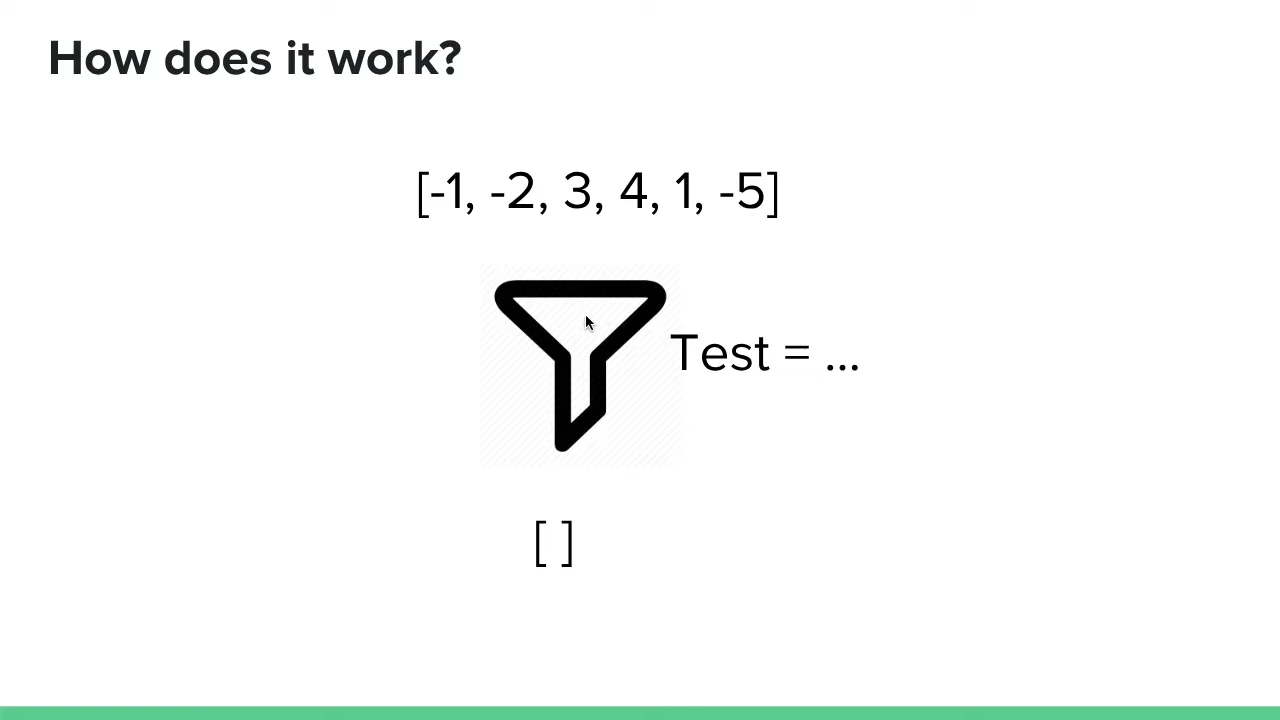 How does it work?
[-1, -2, 3, 4, 1, -5]
Test = ...
[ ]